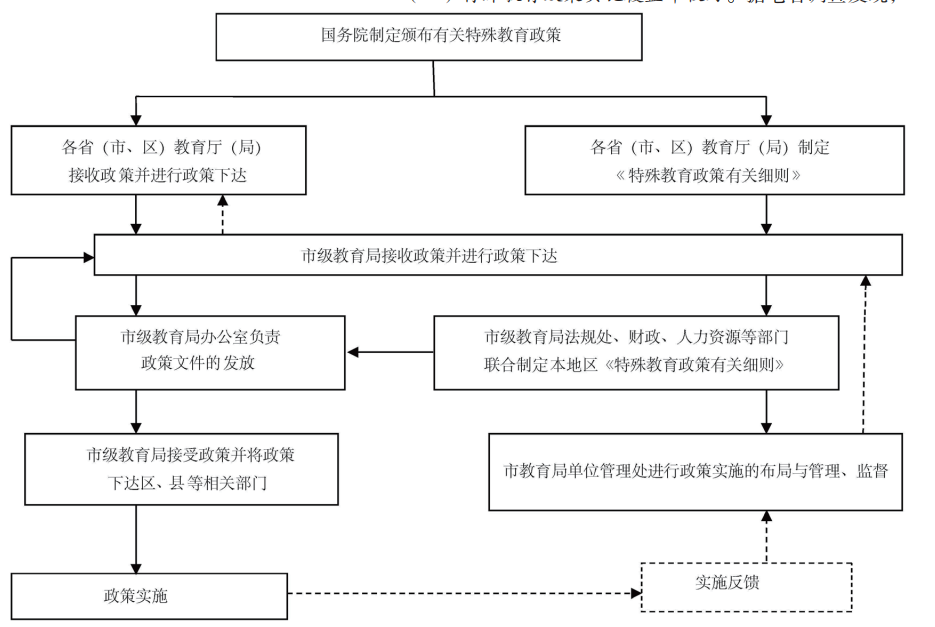 国务院制定颁布有关特殊教育政策
各省（市、区）教育厅（局）
接收政策并进行政策下达
各省（市、区）教育厅（局）制定
《特殊教育政策有关细则》
市级教育局接收政策并进行政策下达
市级教育局办公室负责
政策文件的发放
市级教育局法规处、财政、人力资源等部门
联合制定本地区《特殊教育政策有关细则》
市级教育局接受政策并将政策
下达区、县等相关部门
市教育局单位管理处进行政策实施的布局与管理、监督
政策实施
实施反馈